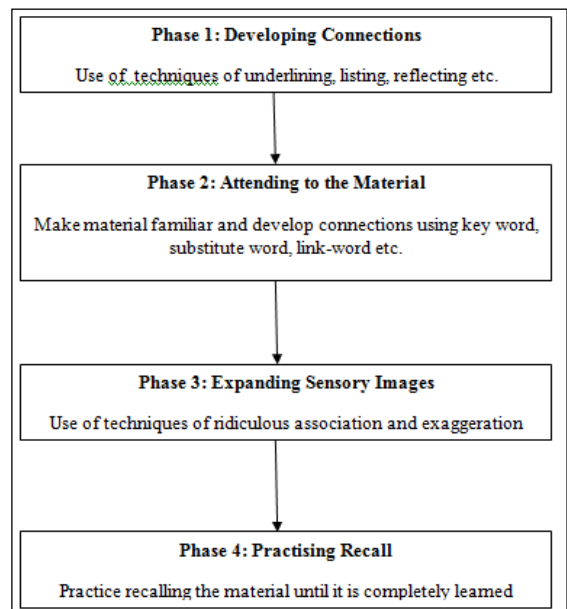 Phase 1: Developing Connections
Use of techniques of underlining, listing, reflecting etc.
Phase 2: Attending to the Material
Make material familiar and develop connections using key word,
substitute word, link-word etc.
Phase 3: Expanding Sensory Images
Use of techniques of ridiculous association and exaggeration
Phase 4: Practising Recall
Practice recalling the material until it is completely learned